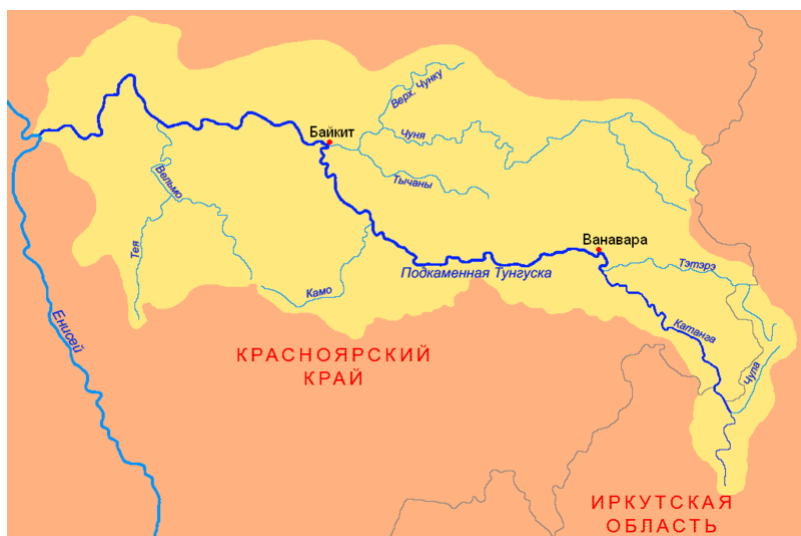 Верх. Чунку
Байкит
Чуня
Вельмо
Тычаны
Тея
Ванавара
Тэтэрэ
Подкаменная Тунгуска
Камо
Енисей
Катанга
КРАСНОЯРСКИЙ
КРАЙ
Чула
ИРКУТСКАЯ
ОБЛАСТЬ